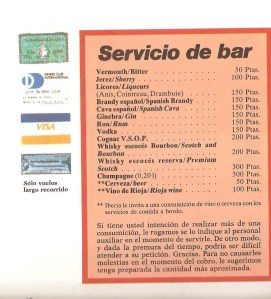 Servicio de bar
Vermouth/Bitter 50 Ptas.
Jerez/Sherry 100 Ptas.
Licores/Liqueurs
(Anís, Cointreau, Drambuie) 150 Ptas.
Brandy español/Spanish Brandy 150 Ptas.
Cava español/Spanish Cava 150 Ptas.
Ginebra/Gin 150 Ptas.
Ron/Rum 150 Ptas.
Vodka 150 Ptas.
Cognac V.S.O.P. 200 Ptas.
Whisky escocés Bourbon/Scotch and
Bourbon 200 Ptas.
Whisky escocés reserva/Premium
Scotch 300 Ptas.
Champagne (0,20 l) 300 Ptas.
**Cerveza/beer 50 Ptas.
**Vino de Rioja/Rioja wine 100 Ptas.
** Iberia le invita a una consumición de vino o cerveza con los
servicios de comida a bordo.
Si tiene usted intención de realizar más de una
consumición, le rogamos se lo indique al personal
auxiliar en el momento de servirle. De otro modo,
y dada la premura del tiempo, podría ser difícil
atender a su petición. Gracias. Para no causarles
molestias en el momento del cobro, le sugerimos
tenga preparada la cantidad más aproximada.
VISA
Sólo vuelos
largo recorrido